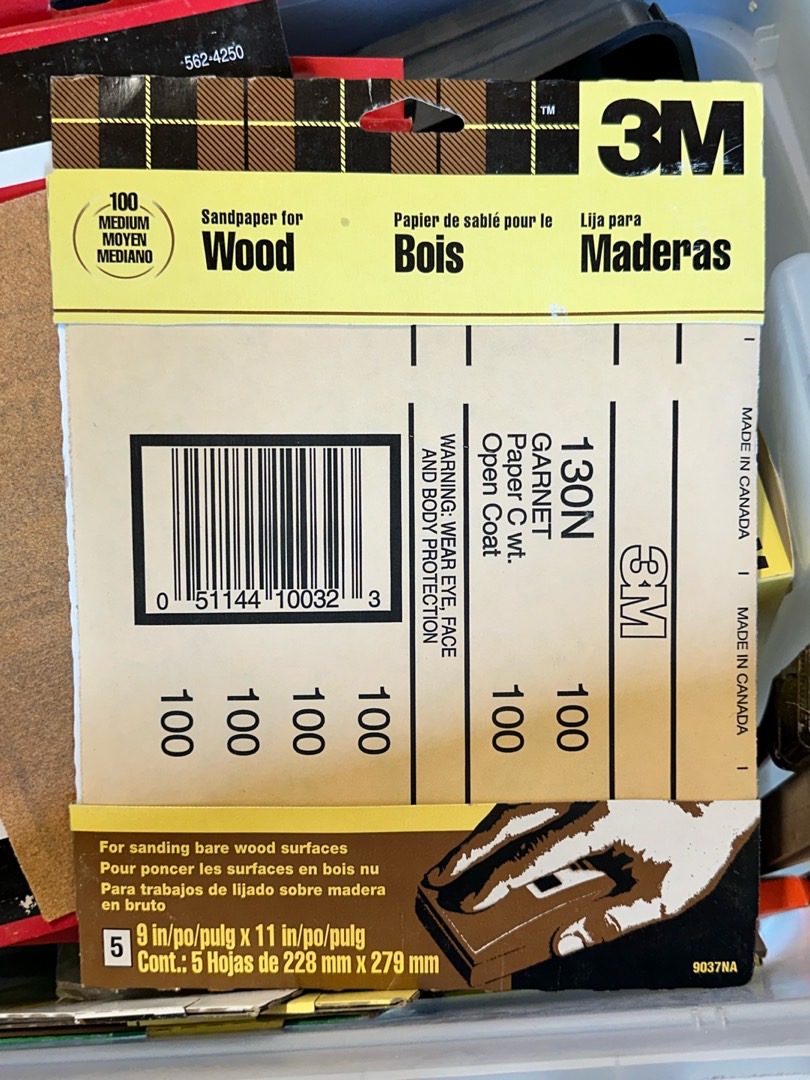 562-4250
TM
3M
100
MEDIUM
MOYEN
MEDIANO
Sandpaper for
Wood
Papier de sablé pour le
Bois
Lija para
Maderas
MADE IN CANADA
MADE IN CANADA
3M
130N
GARNET
Paper C wt.
Open Coat
WARNING: WEAR EYE, FACE
AND BODY PROTECTION
0 51144 10032 3
100
100
100
100
100
100
For sanding bare wood surfaces
Pour poncer les surfaces en bois nu
Para trabajos de lijado sobre madera
en bruto
5
9 in/po/pulg x 11 in/po/pulg
Cont.: 5 Hojas de 228 mm x 279 mm
9037NA